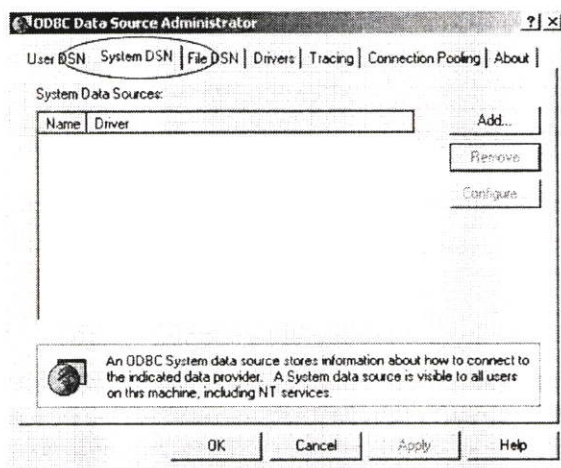 ODBC Data Source Administrator ? ×
User DSN System DSN File DSN Drivers Tracing Connection Pooling About
System Data Sources:
Name Driver
Add...
Remove
Configure...
An ODBC System data source stores information about how to connect to
the indicated data provider. A System data source is visible to all users
on this machine, including NT services.
OK Cancel Apply Help